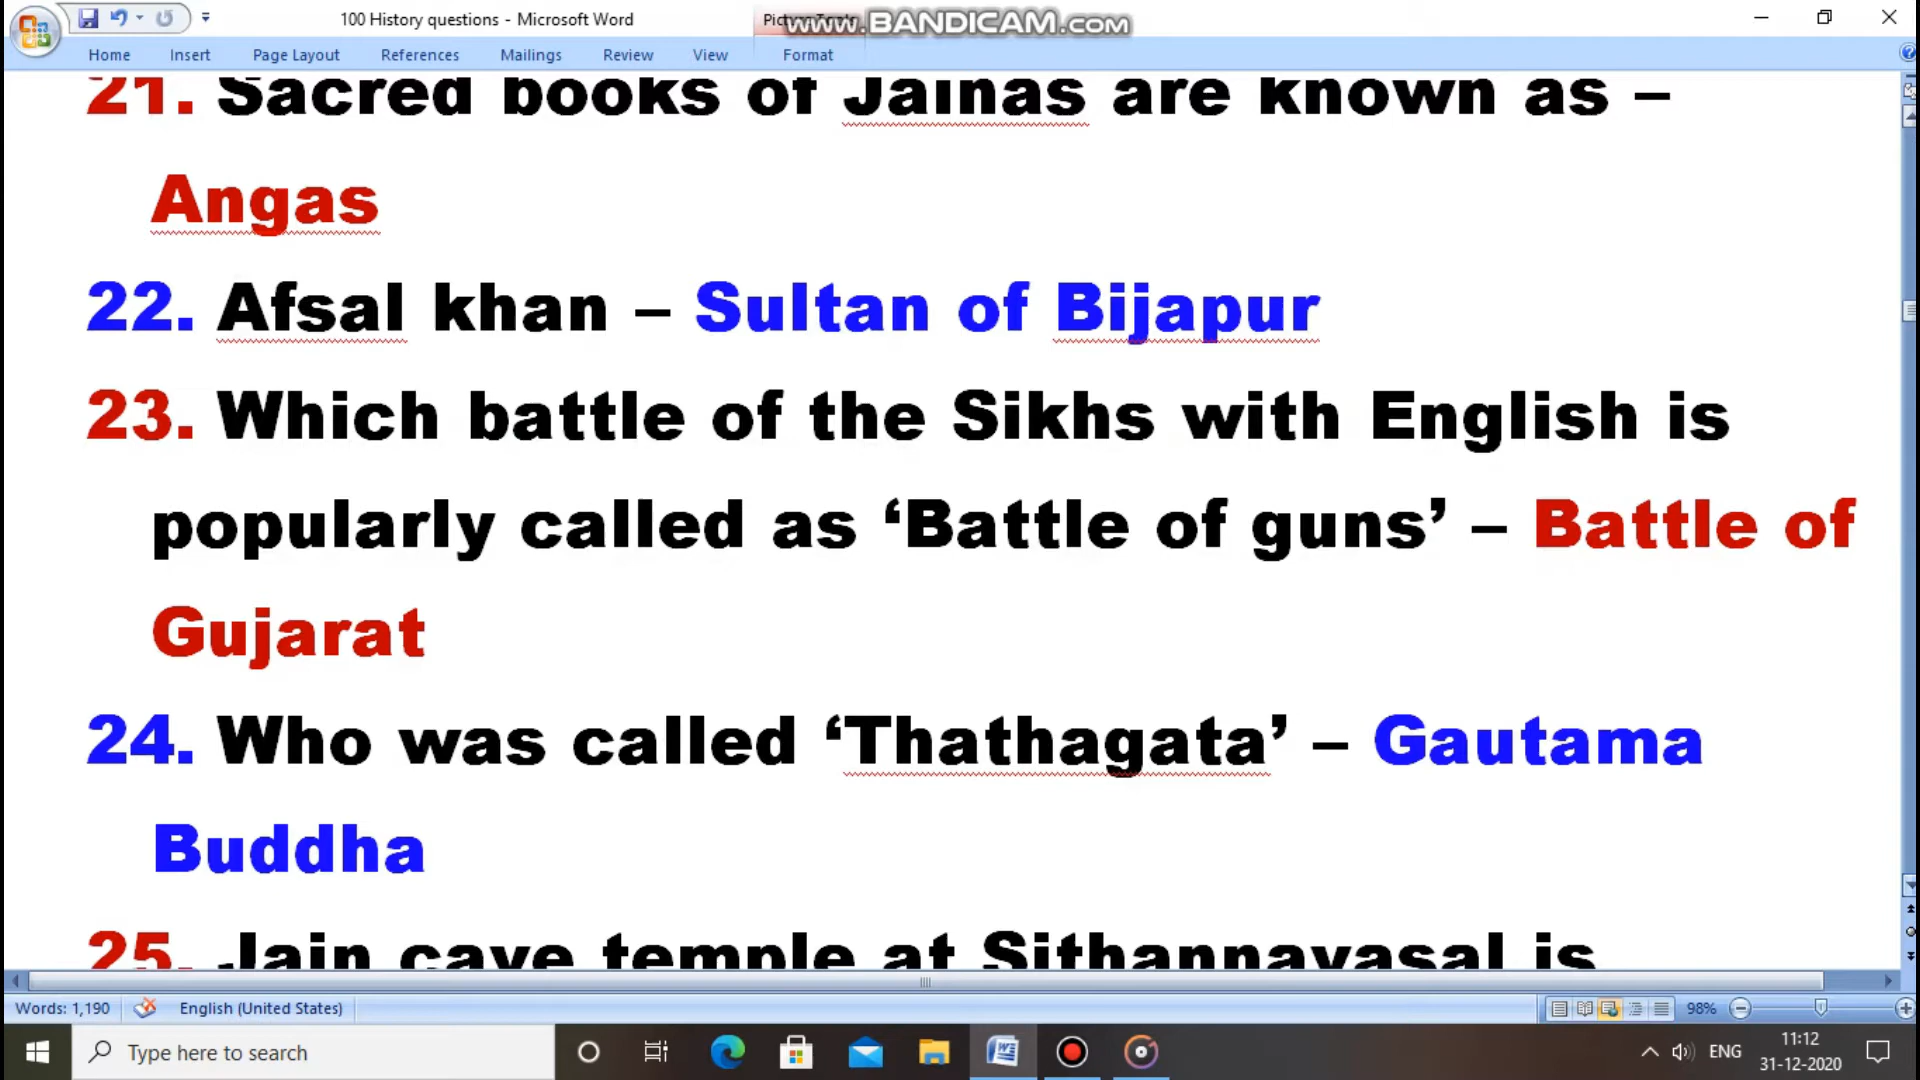 100 History questions - Microsoft Word
www.BANDICAM.com
Home Insert Page Layout References Mailings Review View Format
21. Sacred books of Jainas are known as –
Angas
22. Afsal khan – Sultan of Bijapur
23. Which battle of the Sikhs with English is
popularly called as ‘Battle of guns’ – Battle of
Gujarat
24. Who was called ‘Thathagata’ – Gautama
Buddha
25. Jain cave temple at Sithannavasal is
Words: 1,190 English (United States) 98%
Type here to search ENG 11:12
31-12-2020